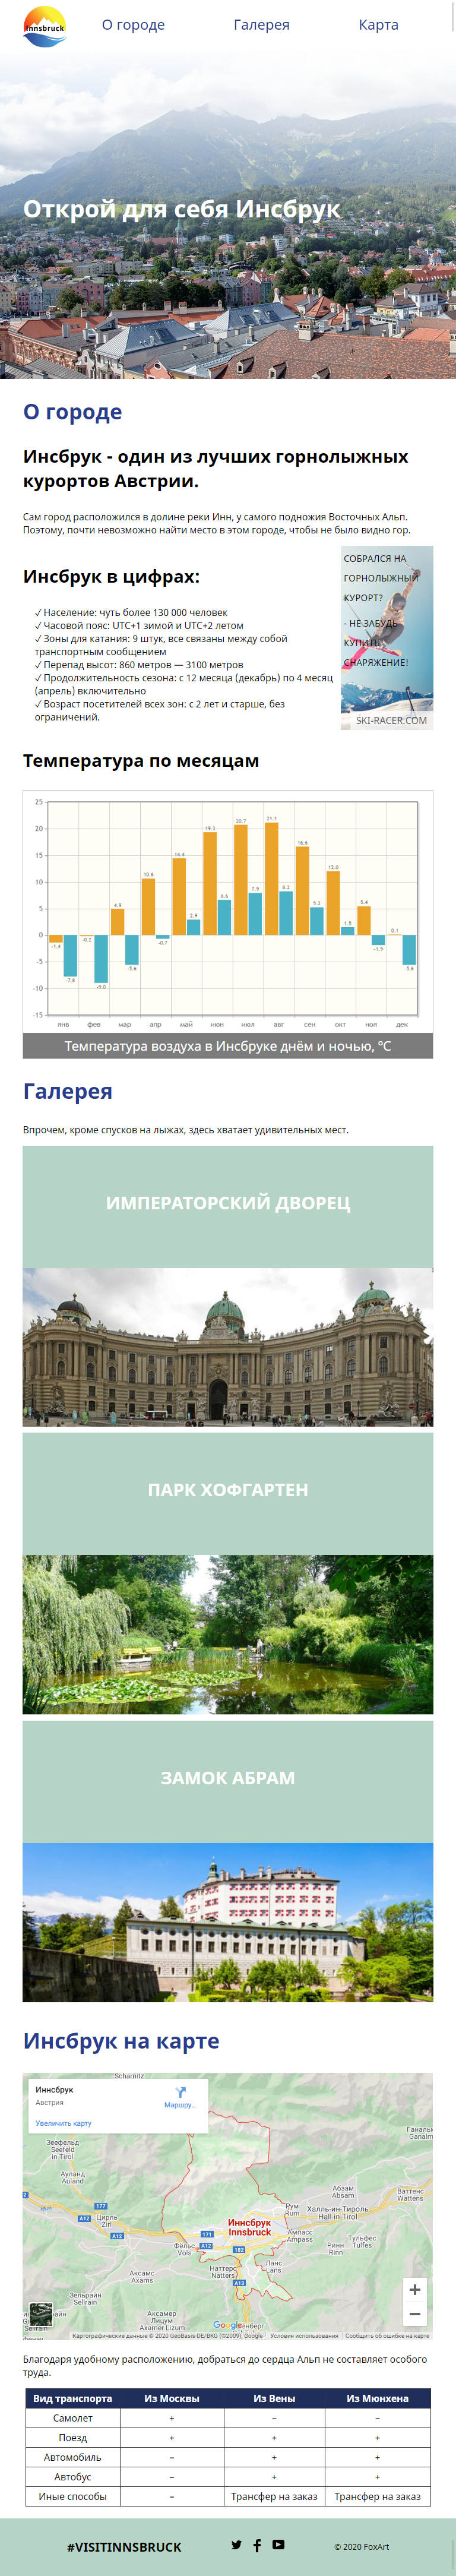 Innsbruck
О городе
Галерея
Карта
Открой для себя Инсбрук
О городе
Инсбрук - один из лучших горнолыжных
курортов Австрии.
Сам город расположился в долине реки Инн, у самого подножия Восточных Альп.
Поэтому, почти невозможно найти место в этом городе, чтобы не было видно гор.
Инсбрук в цифрах:
✓ Население: чуть более 130 000 человек
✓ Часовой пояс: UTC+1 зимой и UTC+2 летом
✓ Зоны для катания: 9 штук, все связаны между собой
транспортным сообщением
✓ Перепад высот: 860 метров — 3100 метров
✓ Продолжительность сезона: с 12 месяца (декабрь) по 4 месяц
(апрель) включительно
✓ Возраст посетителей всех зон: с 2 лет и старше, без
ограничений.
СОБРАЛСЯ НА
ГОРНОЛЫЖНЫЙ
КУРОРТ?
- НЕ ЗАБУДЬ
КУПИТЬ
СНАРЯЖЕНИЕ!
SKI-RACER.COM
Температура по месяцам
25
20
15
10
5
0
-5
-10
-15
-1.4 -7.8 -0.2 -9.0 4.9 -5.6 10.6 -0.7 14.4 2.9 19.3 6.6 20.7 7.9 21.1 8.2 16.6 5.2 12.0 1.5 5.4 -1.9 0.1 -5.6
янв фев мар апр май июн июл авг сен окт ноя дек
Температура воздуха в Инсбруке днём и ночью, °C
Галерея
Впрочем, кроме спусков на лыжах, здесь хватает удивительных мест.
ИМПЕРАТОРСКИЙ ДВОРЕЦ
ПАРК ХОФГАРТЕН
ЗАМОК АБРАМ
Инсбрук на карте
Scharnitz
Иннсбрук
Австрия
Маршру...
Увеличить карту
Зеефельд
Seefeld
in Tirol
Ауланд
Auland
Ганальм
Ganalm
Абзам
Absam
Ваттенс
Wattens
177
A12
Цирль
Zirl
A12
Рум
Rum
Халль-ин-Тироль
Hall in Tirol
Иннсбрук
Innsbruck
171
A12
182
Ампасс
Ampass
Тульфес
Tulfes
Ринн
Rinn
Фёльс
Völs
Наттерс
Natters
Ланс
Lans
A13
Аксамс
Axams
Зельрайн
Sellrain
Аксамер
Лицум
Axamer Lizum
Google
Картографические данные © 2020 GeoBasis-DE/BKG (©2009), Google
Условия использования
Сообщить об ошибке на карте
Благодаря удобному расположению, добраться до сердца Альп не составляет особого
труда.
Вид транспорта Из Москвы Из Вены Из Мюнхена
Самолет + – –
Поезд + + +
Автомобиль – + +
Автобус – + +
Иные способы – Трансфер на заказ Трансфер на заказ
#VISITINNSBRUCK
© 2020 FoxArt